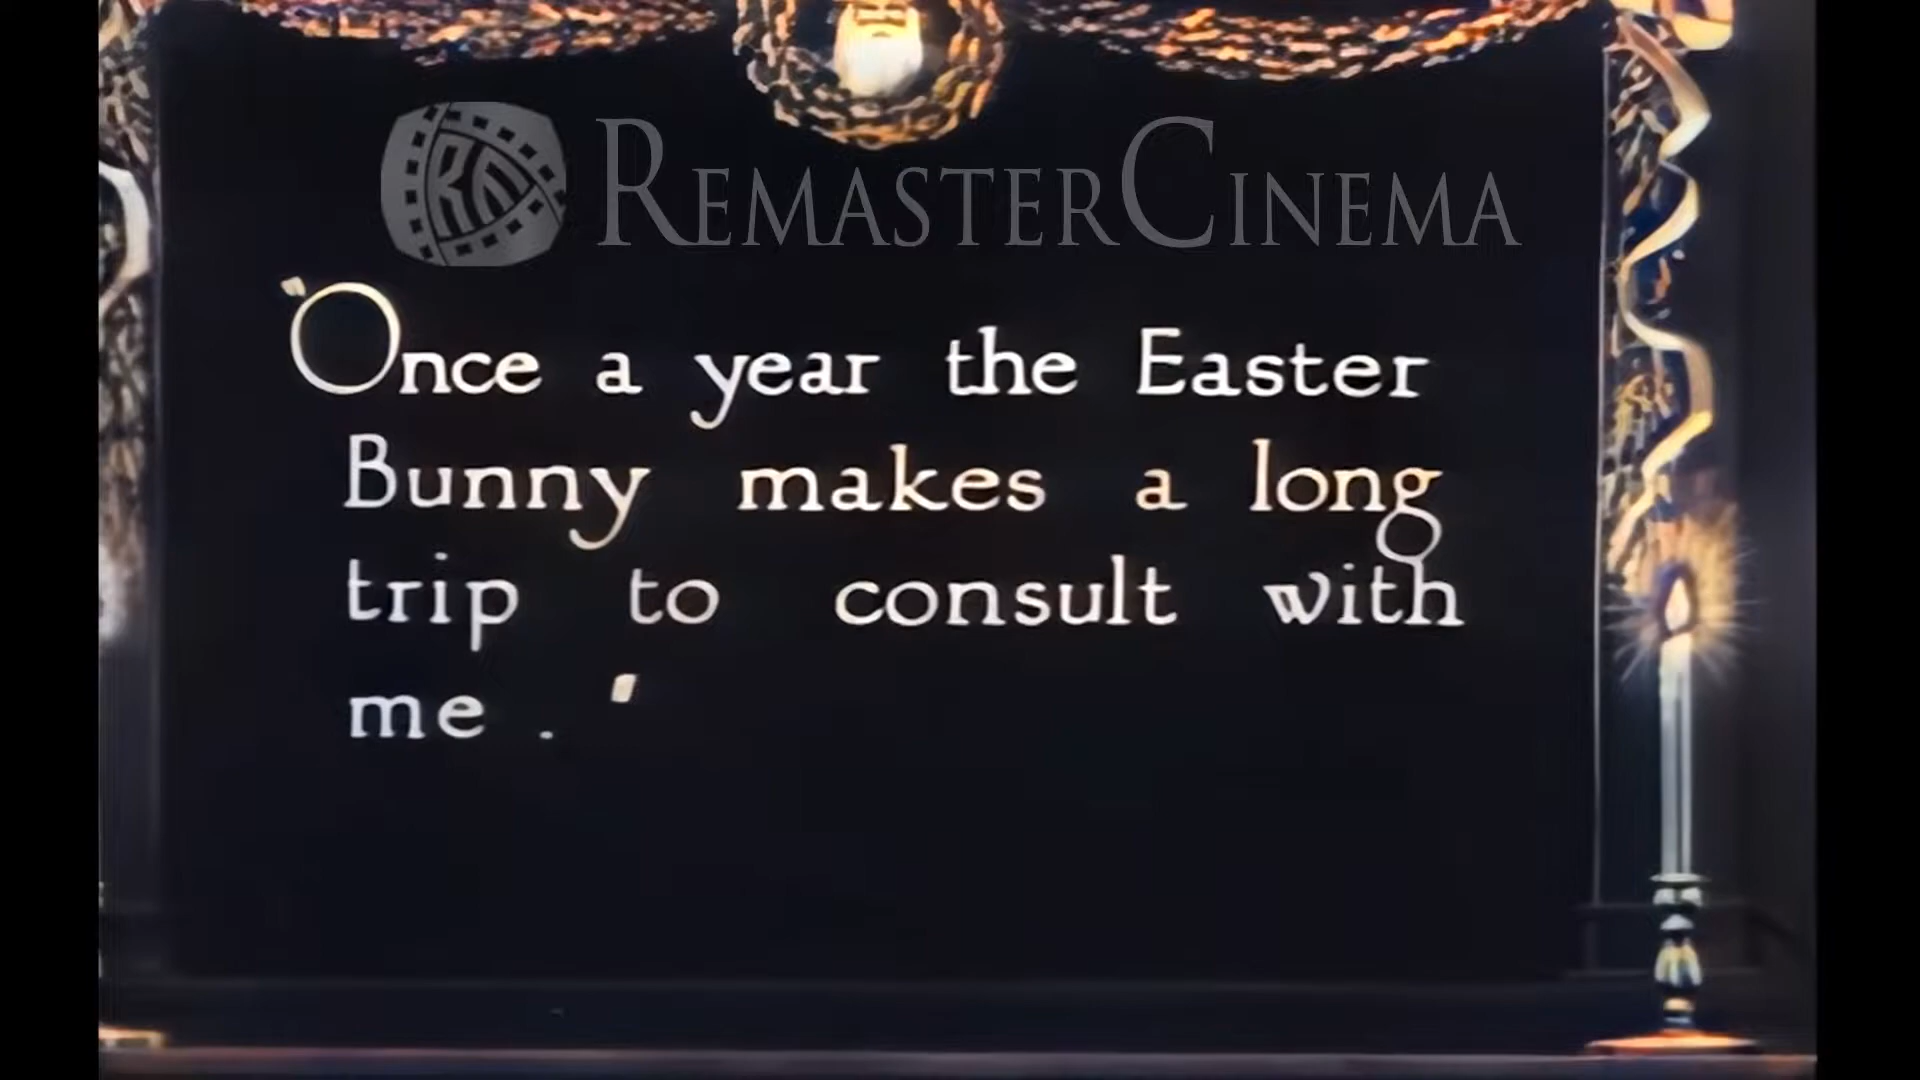 REMASTERCINEMA
"Once a year the Easter
Bunny makes a long
trip to consult with
me."